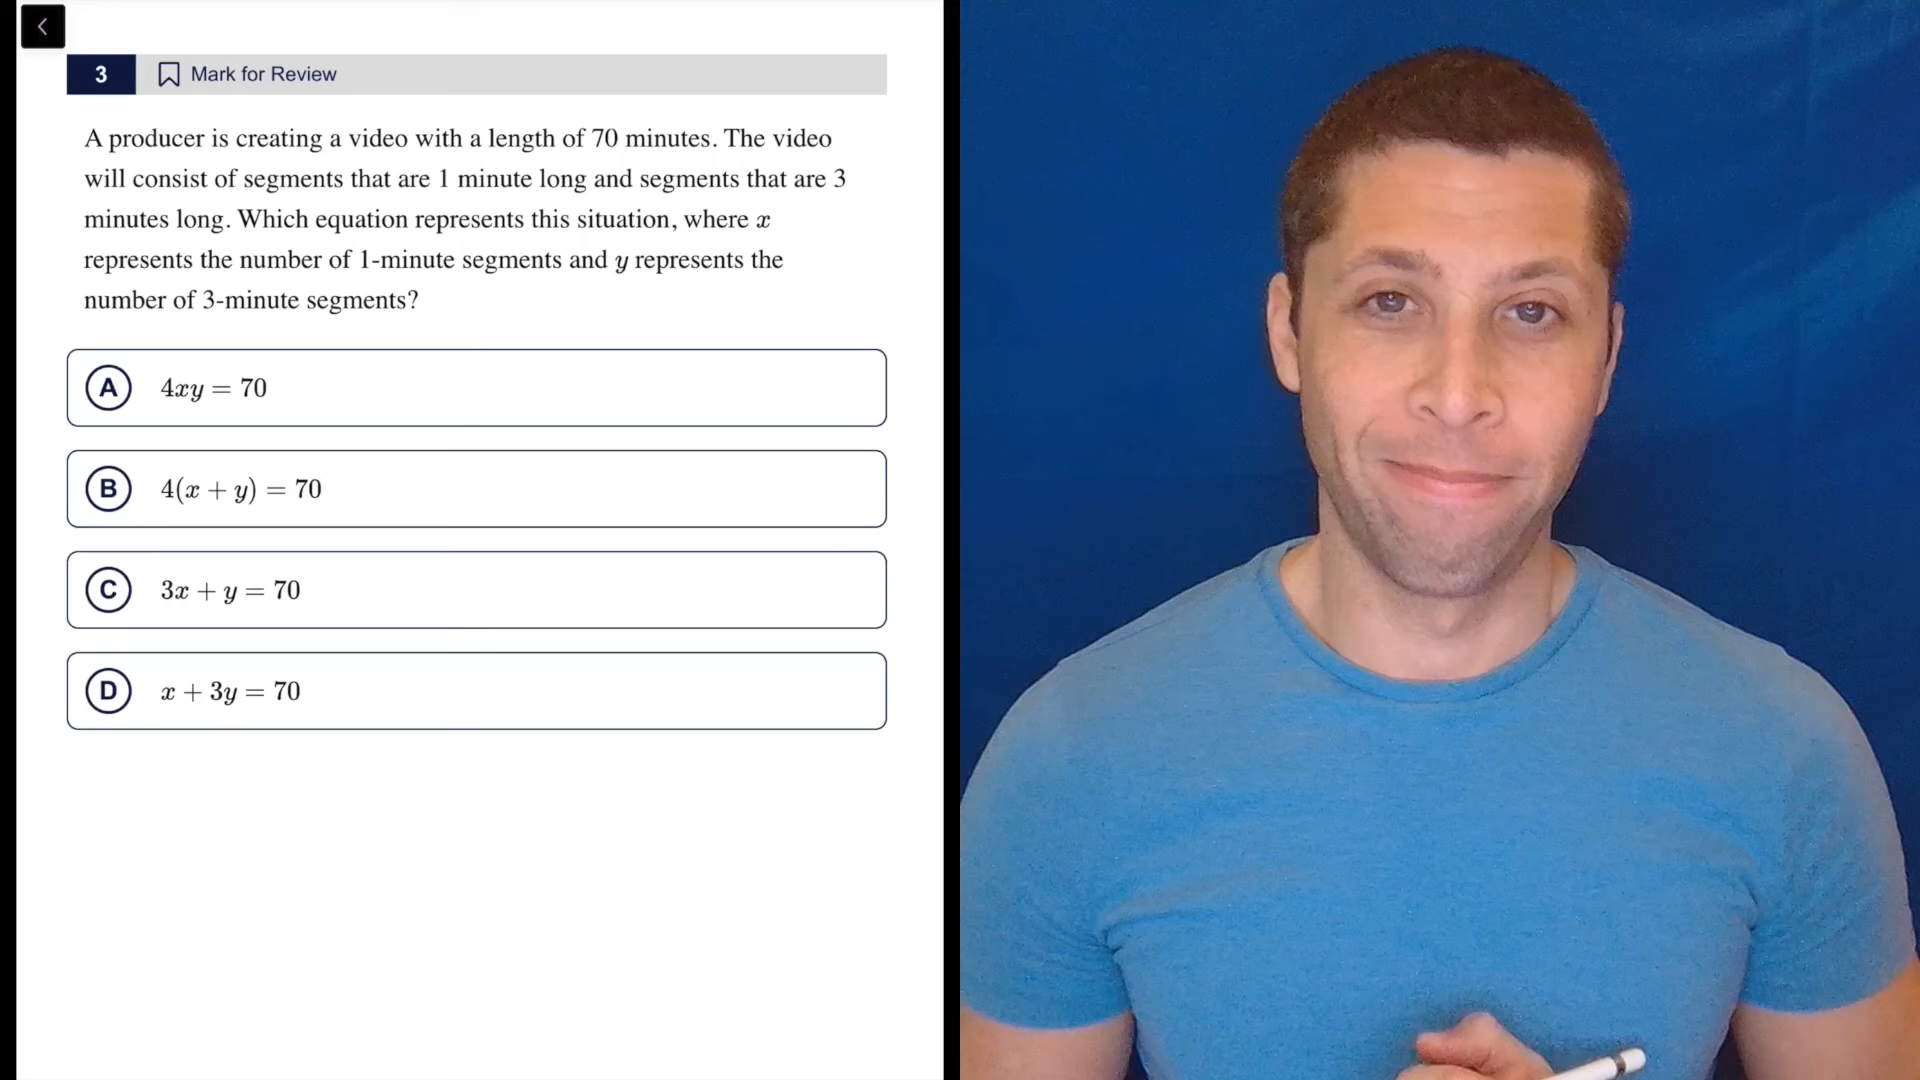 3 Mark for Review
A producer is creating a video with a length of 70 minutes. The video
will consist of segments that are 1 minute long and segments that are 3
minutes long. Which equation represents this situation, where x
represents the number of 1-minute segments and y represents the
number of 3-minute segments?
A 4xy = 70
B 4(x + y) = 70
C 3x + y = 70
D x + 3y = 70